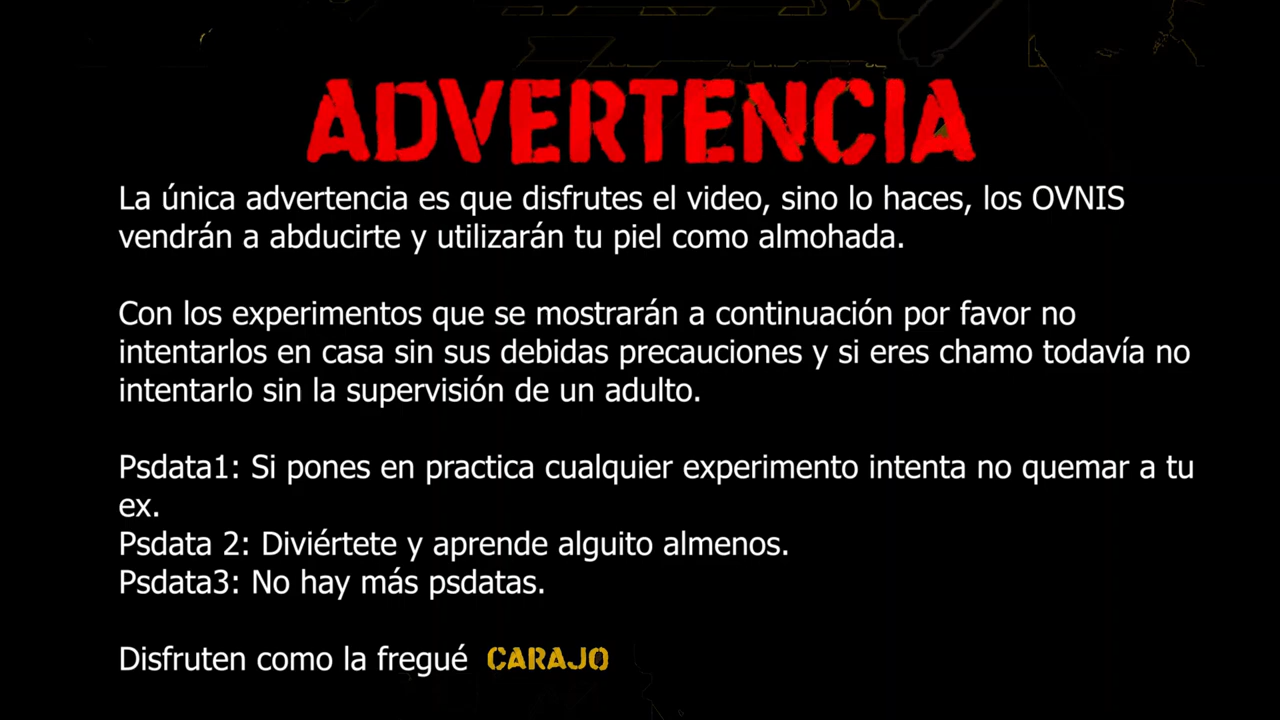 ADVERTENCIA
La única advertencia es que disfrutes el video, sino lo haces, los OVNIS
vendrán a abducirte y utilizarán tu piel como almohada.
Con los experimentos que se mostrarán a continuación por favor no
intentarlos en casa sin sus debidas precauciones y si eres chamo todavía no
intentarlo sin la supervisión de un adulto.
Psdata1: Si pones en practica cualquier experimento intenta no quemar a tu
ex.
Psdata 2: Diviértete y aprende alguito almenos.
Psdata3: No hay más psdatas.
Disfruten como la fregué CARAJO